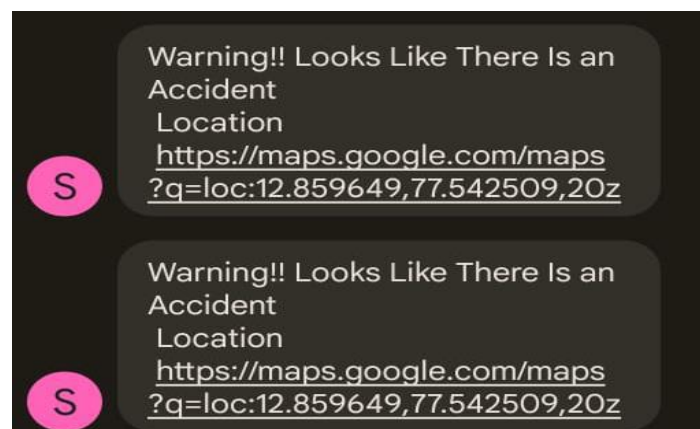 Warning!! Looks Like There Is an
Accident
Location
https://maps.google.com/maps
?q=loc:12.859649,77.542509,20z
S
Warning!! Looks Like There Is an
Accident
Location
https://maps.google.com/maps
?q=loc:12.859649,77.542509,20z
S